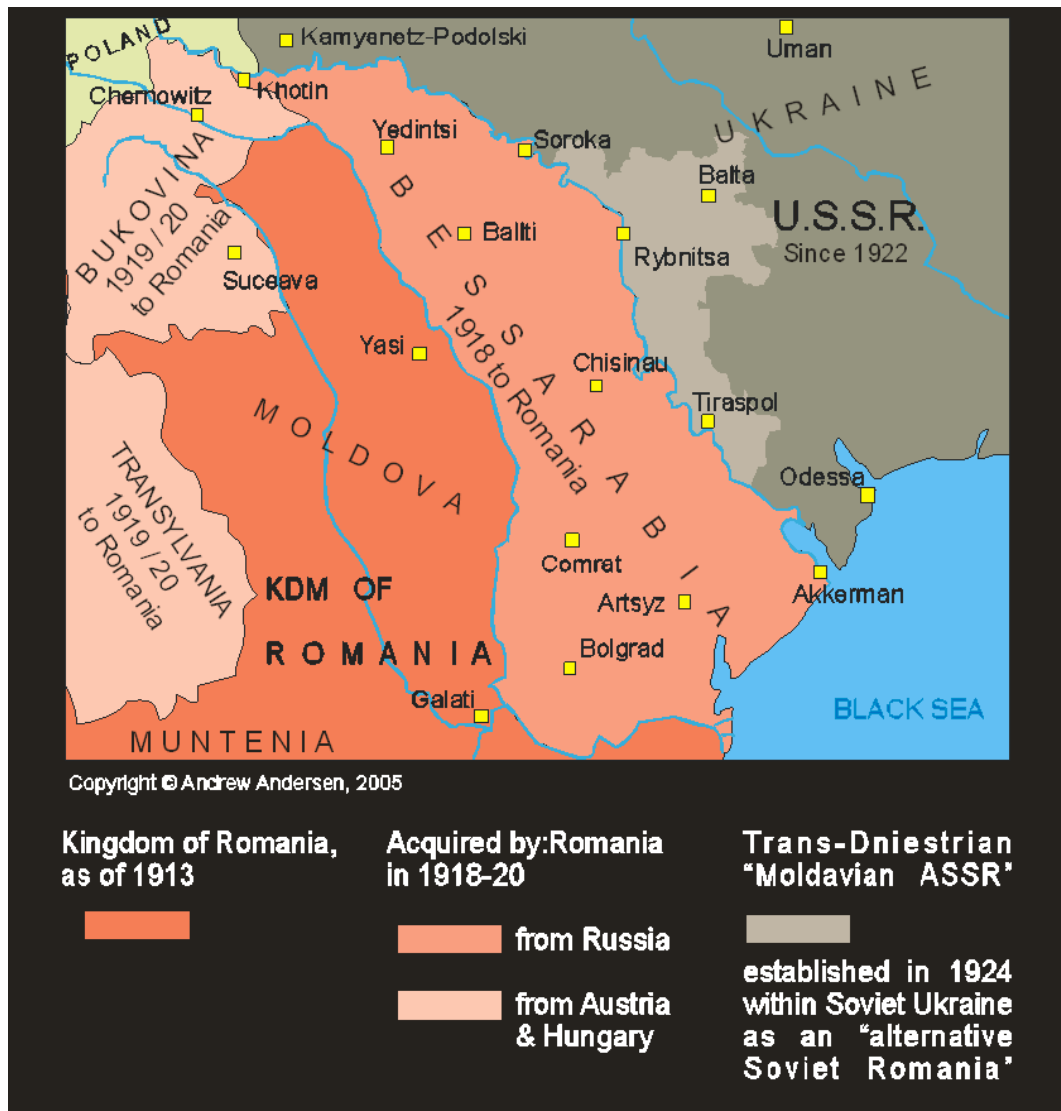 POLAND
Kamyanetz-Podolski
Uman
Khotin
Chernowitz
UKRAINE
Yedintsi
Soroka
Balta
BUKOVINA
1919 / 20
to Romania
U.S.S.R.
Since 1922
Ballti
Rybnitsa
Suceava
BESSARABIA
1918 to Romania
Yasi
Chisinau
Tiraspol
MOLDOVA
TRANSYLVANIA
1919 / 20
to Romania
Odessa
Comrat
Akkerman
KDM OF
ROMANIA
Artsyz
Bolgrad
Galati
BLACK SEA
MUNTENIA
Copyright © Andrew Andersen, 2005
Kingdom of Romania,
as of 1913
Acquired by:Romania
in 1918-20
from Russia
from Austria
& Hungary
Trans-Dniestrian
“Moldavian ASSR”
established in 1924
within Soviet Ukraine
as an “alternative
Soviet Romania”